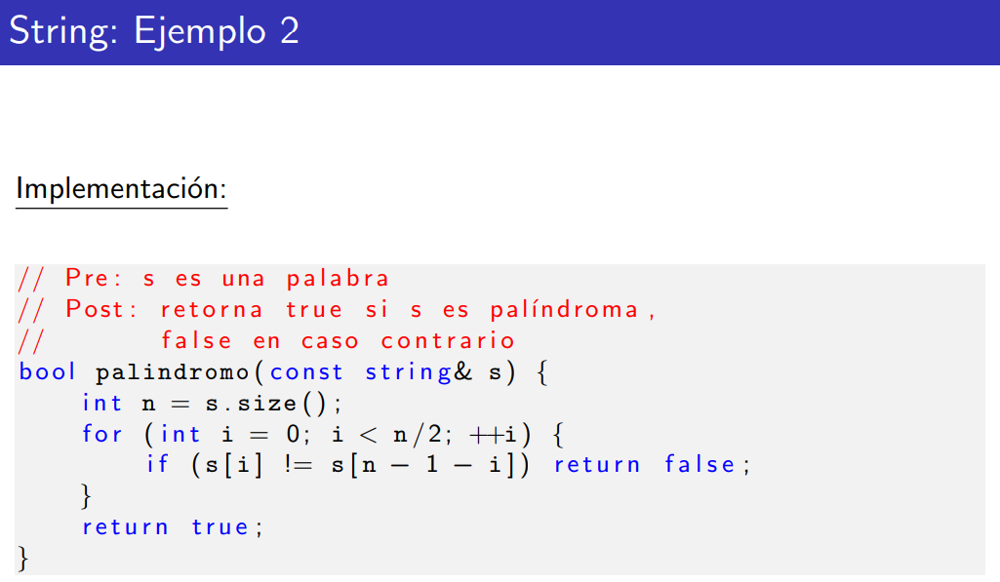 String: Ejemplo 2
Implementación:
// Pre: s es una palabra
// Post: retorna true si s es palíndroma,
//       false en caso contrario
bool palindromo(const string& s) {
    int n = s.size();
    for (int i = 0; i < n/2; ++i) {
        if (s[i] != s[n - 1 - i]) return false;
    }
    return true;
}